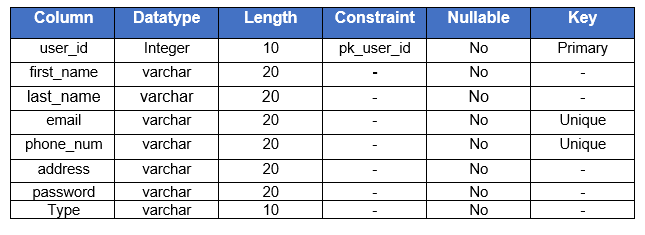 Column Datatype Length Constraint Nullable Key
user_id Integer 10 pk_user_id No Primary
first_name varchar 20 - No -
last_name varchar 20 - No -
email varchar 20 - No Unique
phone_num varchar 20 - No Unique
address varchar 20 - No -
password varchar 20 - No -
Type varchar 10 - No -